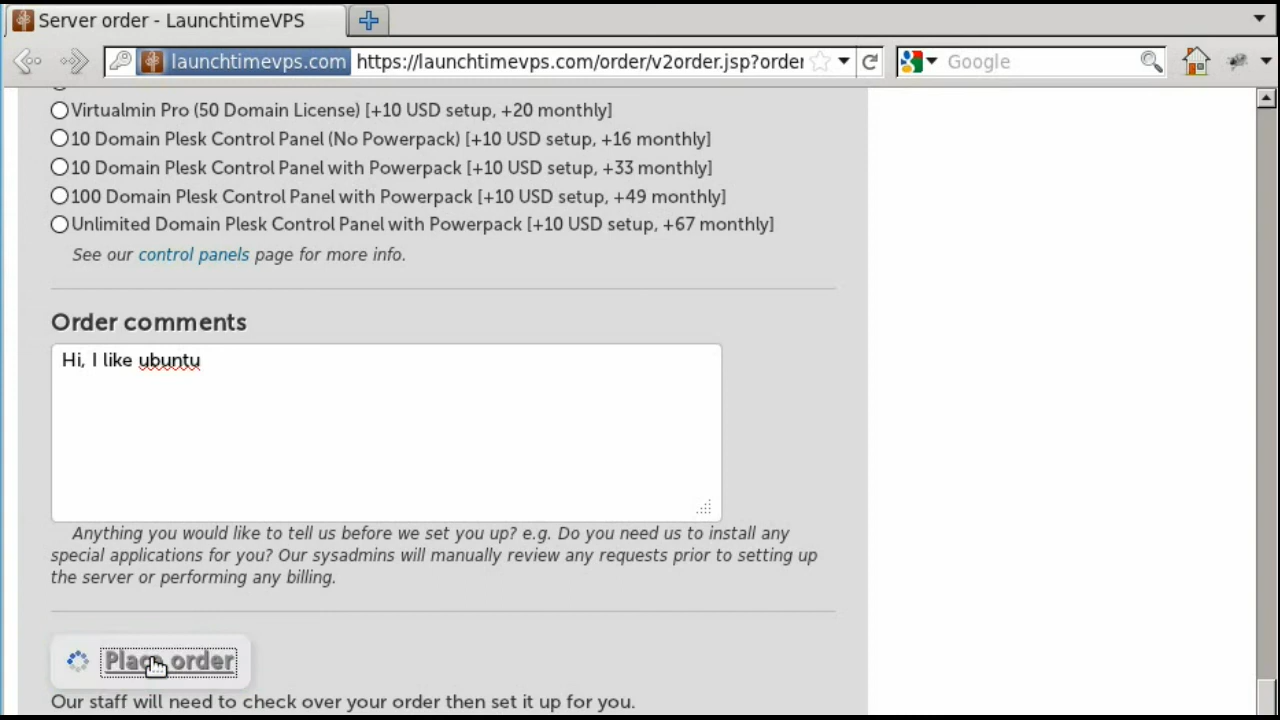 Server order - LaunchtimeVPS
launchtimevps.com https://launchtimevps.com/order/v2order.jsp?order
Google
Virtualmin Pro (50 Domain License) [+10 USD setup, +20 monthly]
10 Domain Plesk Control Panel (No Powerpack) [+10 USD setup, +16 monthly]
10 Domain Plesk Control Panel with Powerpack [+10 USD setup, +33 monthly]
100 Domain Plesk Control Panel with Powerpack [+10 USD setup, +49 monthly]
Unlimited Domain Plesk Control Panel with Powerpack [+10 USD setup, +67 monthly]
See our control panels page for more info.
Order comments
Hi, I like ubuntu
Anything you would like to tell us before we set you up? e.g. Do you need us to install any
special applications for you? Our sysadmins will manually review any requests prior to setting up
the server or performing any billing.
Place order
Our staff will need to check over your order then set it up for you.